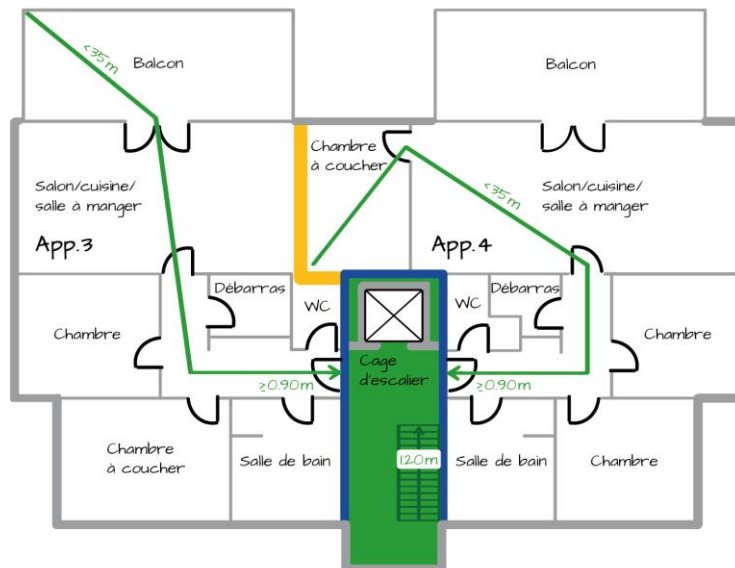 <35 m
Balcon
Balcon
Chambre
à coucher
Salon/cuisine/
salle à manger
App.3
<35 m
Salon/cuisine/
salle à manger
App.4
Débarras
WC
WC
Débarras
Chambre
Chambre
Cage
d'escalier
≥0.90m
≥0.90m
Chambre
à coucher
Salle de bain
1.20m
Salle de bain
Chambre